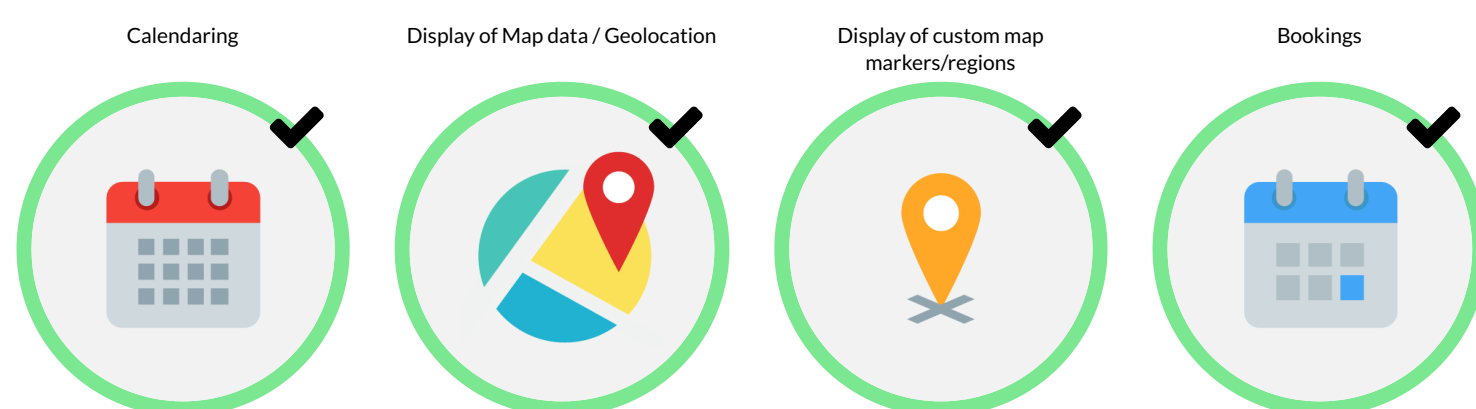 Calendaring
Display of Map data / Geolocation
Display of custom map
markers/regions
Bookings